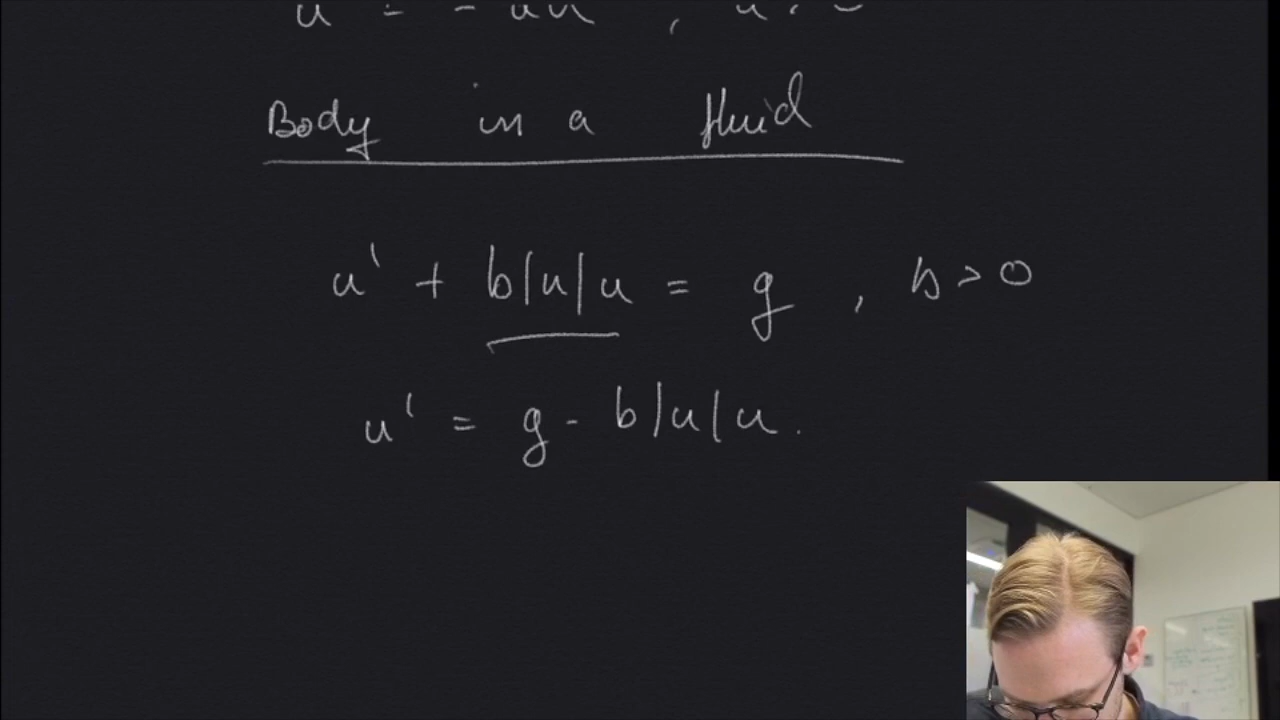 Body in a fluid
u' + b|u|u = g , b > 0
u' = g - b|u|u.